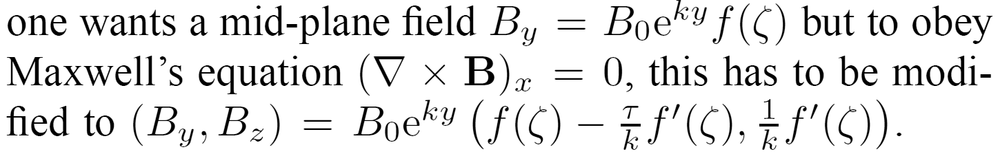 one wants a mid-plane field $B_y = B_0 \mathrm{e}^{ky} f(\zeta)$ but to obey
Maxwell's equation $(\nabla \times \mathbf{B})_x = 0$, this has to be modi-
fied to $(B_y, B_z) = B_0 \mathrm{e}^{ky} \left( f(\zeta) - \frac{\tau}{k} f'(\zeta), \frac{1}{k} f'(\zeta) \right)$.